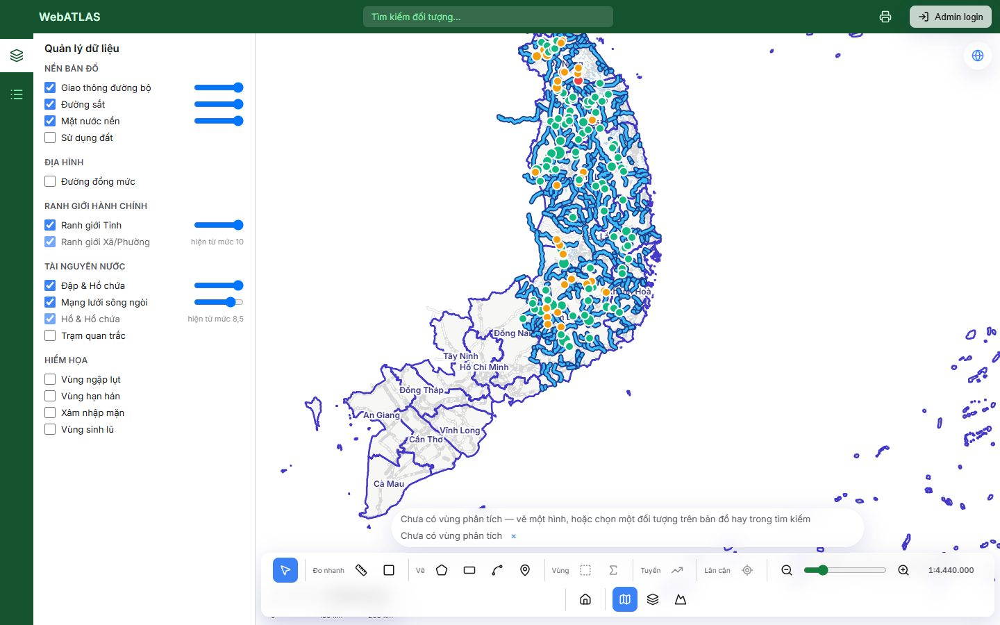 WebATLAS
Tìm kiếm đối tượng...
Admin login
Quản lý dữ liệu
NỀN BẢN ĐỒ
Giao thông đường bộ
Đường sắt
Mặt nước nền
Sử dụng đất
ĐỊA HÌNH
Đường đồng mức
RANH GIỚI HÀNH CHÍNH
Ranh giới Tỉnh
Ranh giới Xã/Phường hiện từ mức 10
TÀI NGUYÊN NƯỚC
Đập & Hồ chứa
Mạng lưới sông ngòi
Hồ & Hồ chứa hiện từ mức 8,5
Trạm quan trắc
HIỂM HỌA
Vùng ngập lụt
Vùng hạn hán
Xâm nhập mặn
Vùng sinh lũ
Đồng Nai
Tây Ninh
Hồ Chí Minh
Đồng Tháp
An Giang
Vĩnh Long
Cần Thơ
Cà Mau
Chưa có vùng phân tích — vẽ một hình, hoặc chọn một đối tượng trên bản đồ hay trong tìm kiếm
Chưa có vùng phân tích ×
Đo nhanh Vẽ Vùng Tuyến Lân cận 1:4.440.000